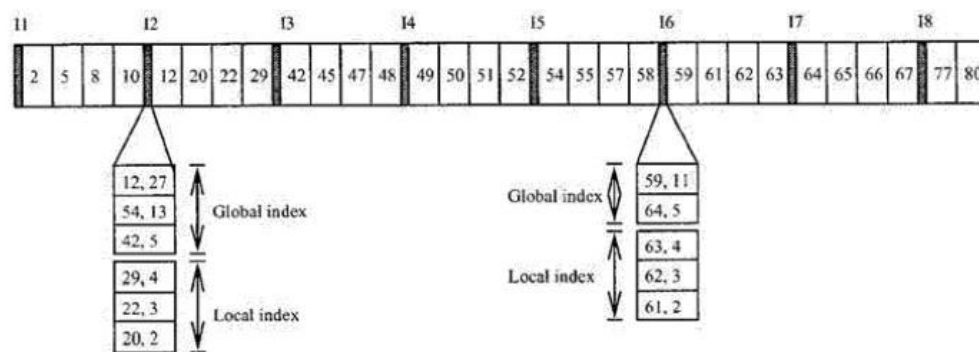 I1 I2 I3 I4 I5 I6 I7 I8
2 5 8 10 12 20 22 29 42 45 47 48 49 50 51 52 54 55 57 58 59 61 62 63 64 65 66 67 77 80
12, 27
54, 13
42, 5
Global index
29, 4
22, 3
20, 2
Local index
59, 11
64, 5
Global index
63, 4
62, 3
61, 2
Local index